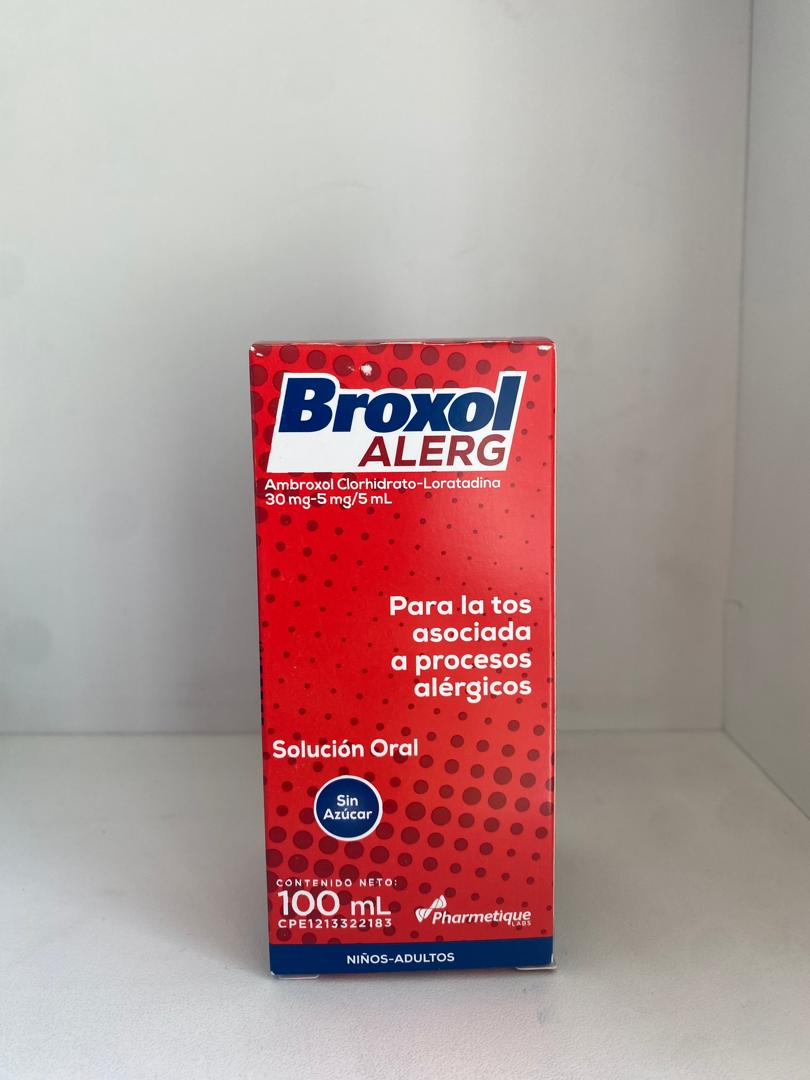 Broxol
ALERG
Ambroxol Clorhidrato-Loratadina
30 mg-5 mg/5 mL
Para la tos
asociada
a procesos
alérgicos
Solución Oral
Sin
Azúcar
CONTENIDO NETO:
100 mL
CPE1213322183
Pharmetique
LABS
NIÑOS-ADULTOS